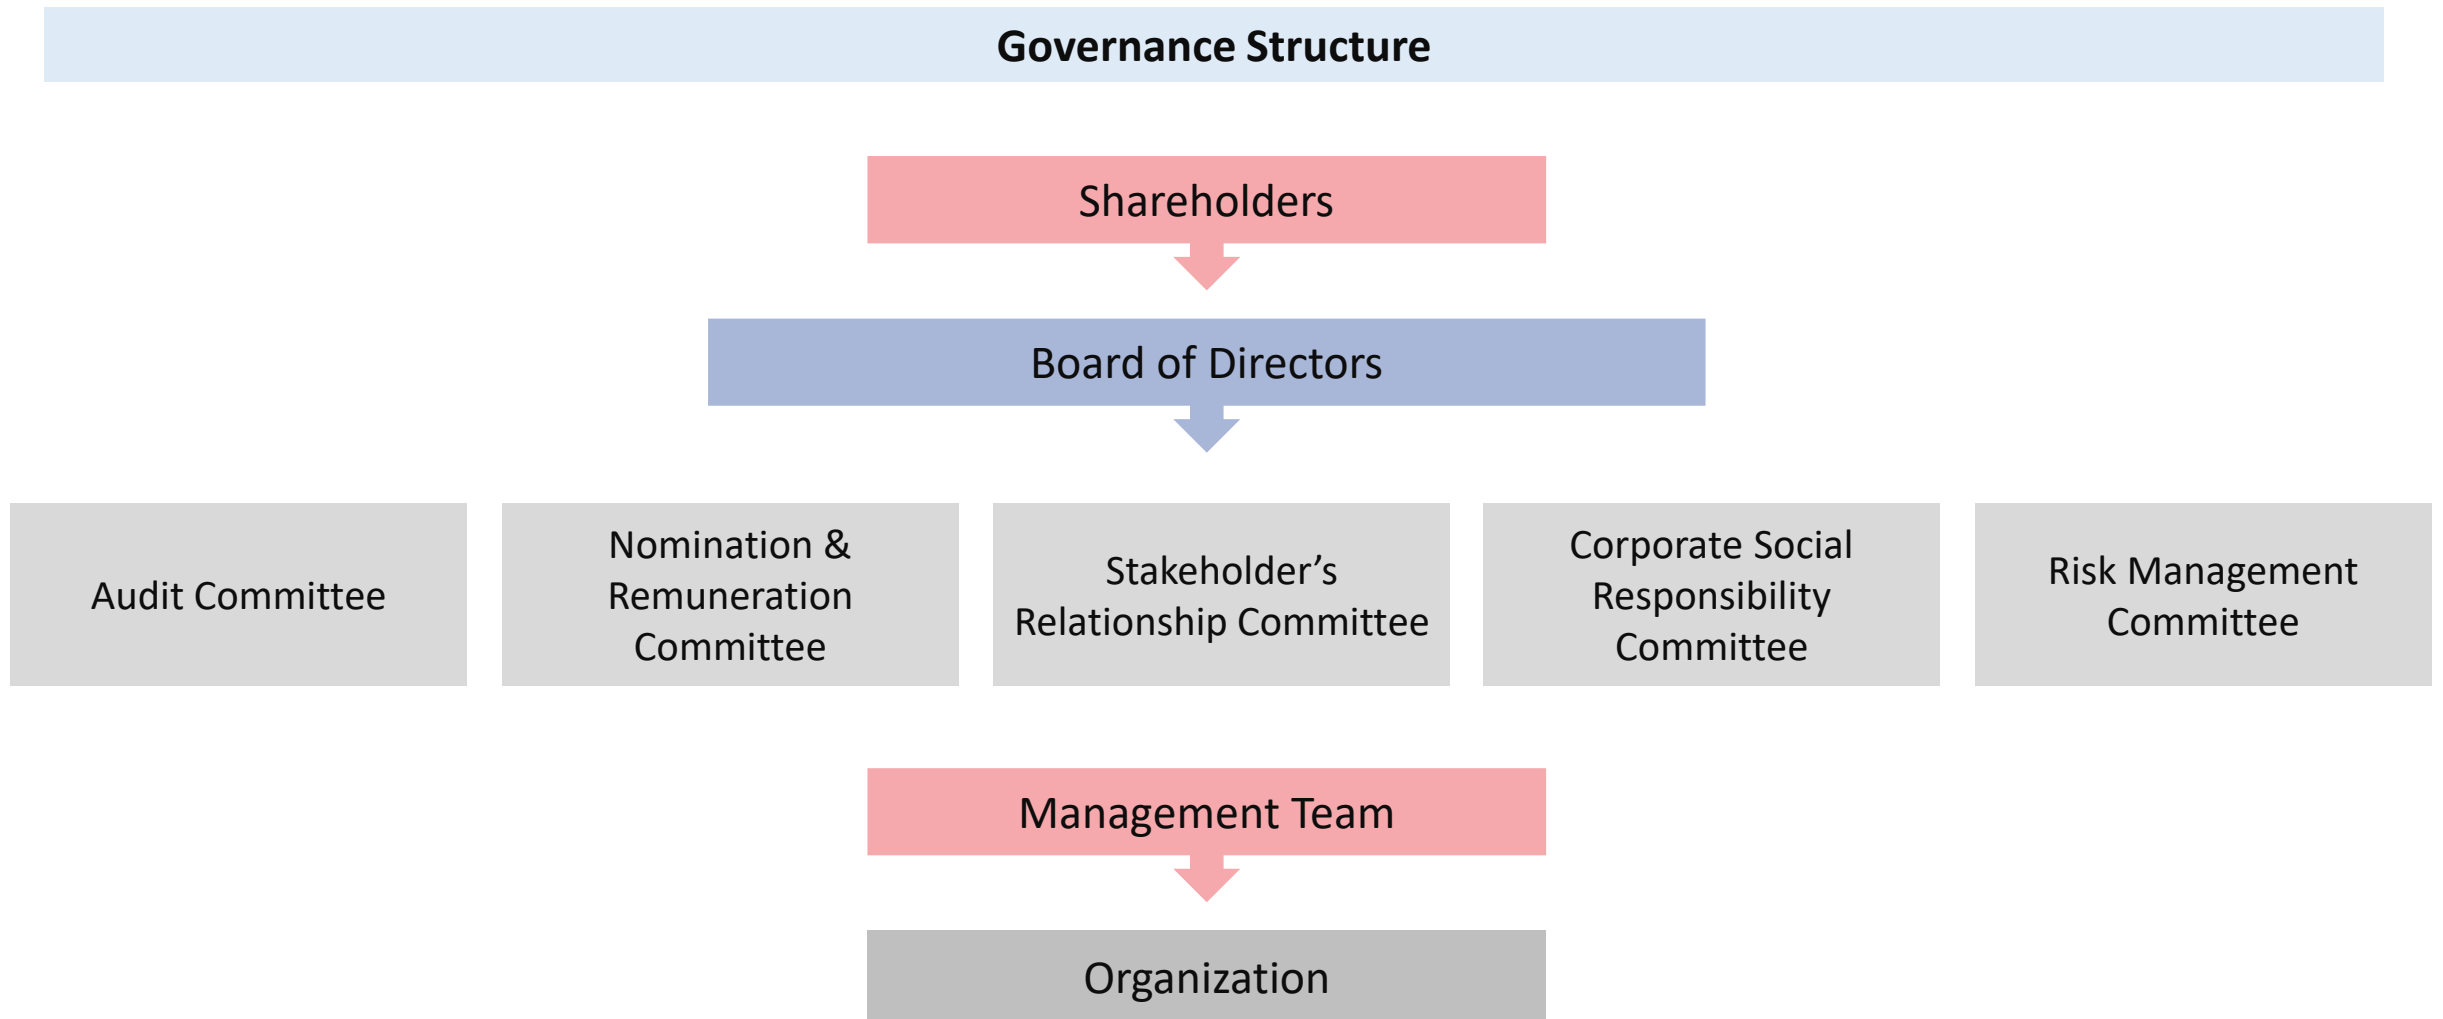 Governance Structure
Shareholders
Board of Directors
Audit Committee
Nomination &
Remuneration
Committee
Stakeholder’s
Relationship Committee
Corporate Social
Responsibility
Committee
Risk Management
Committee
Management Team
Organization